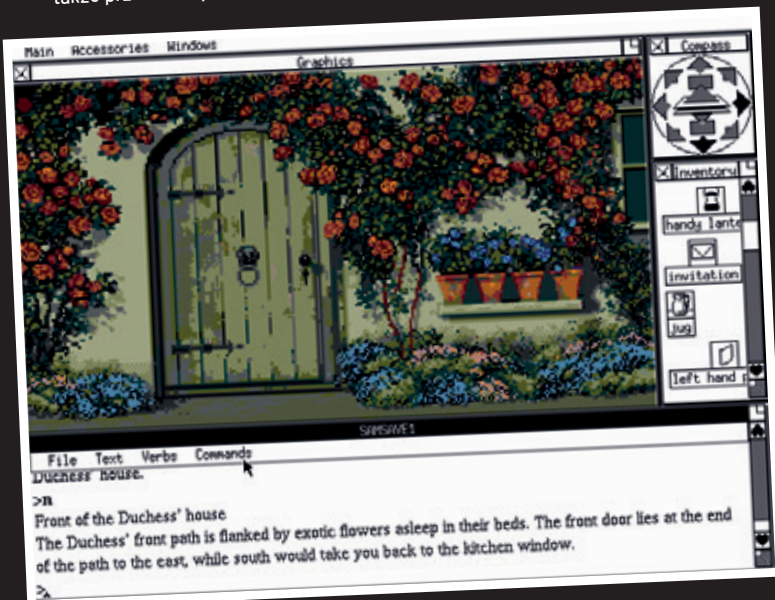 także
Main Accessories Windows
Graphics
Compass
Inventory
handy lante
invitation
jug
left hand
SAMSAVE1
File Text Verbs Commands
Duchess' house.
>n
Front of the Duchess' house
The Duchess' front path is flanked by exotic flowers asleep in their beds. The front door lies at the end
of the path to the east, while south would take you back to the kitchen window.
>